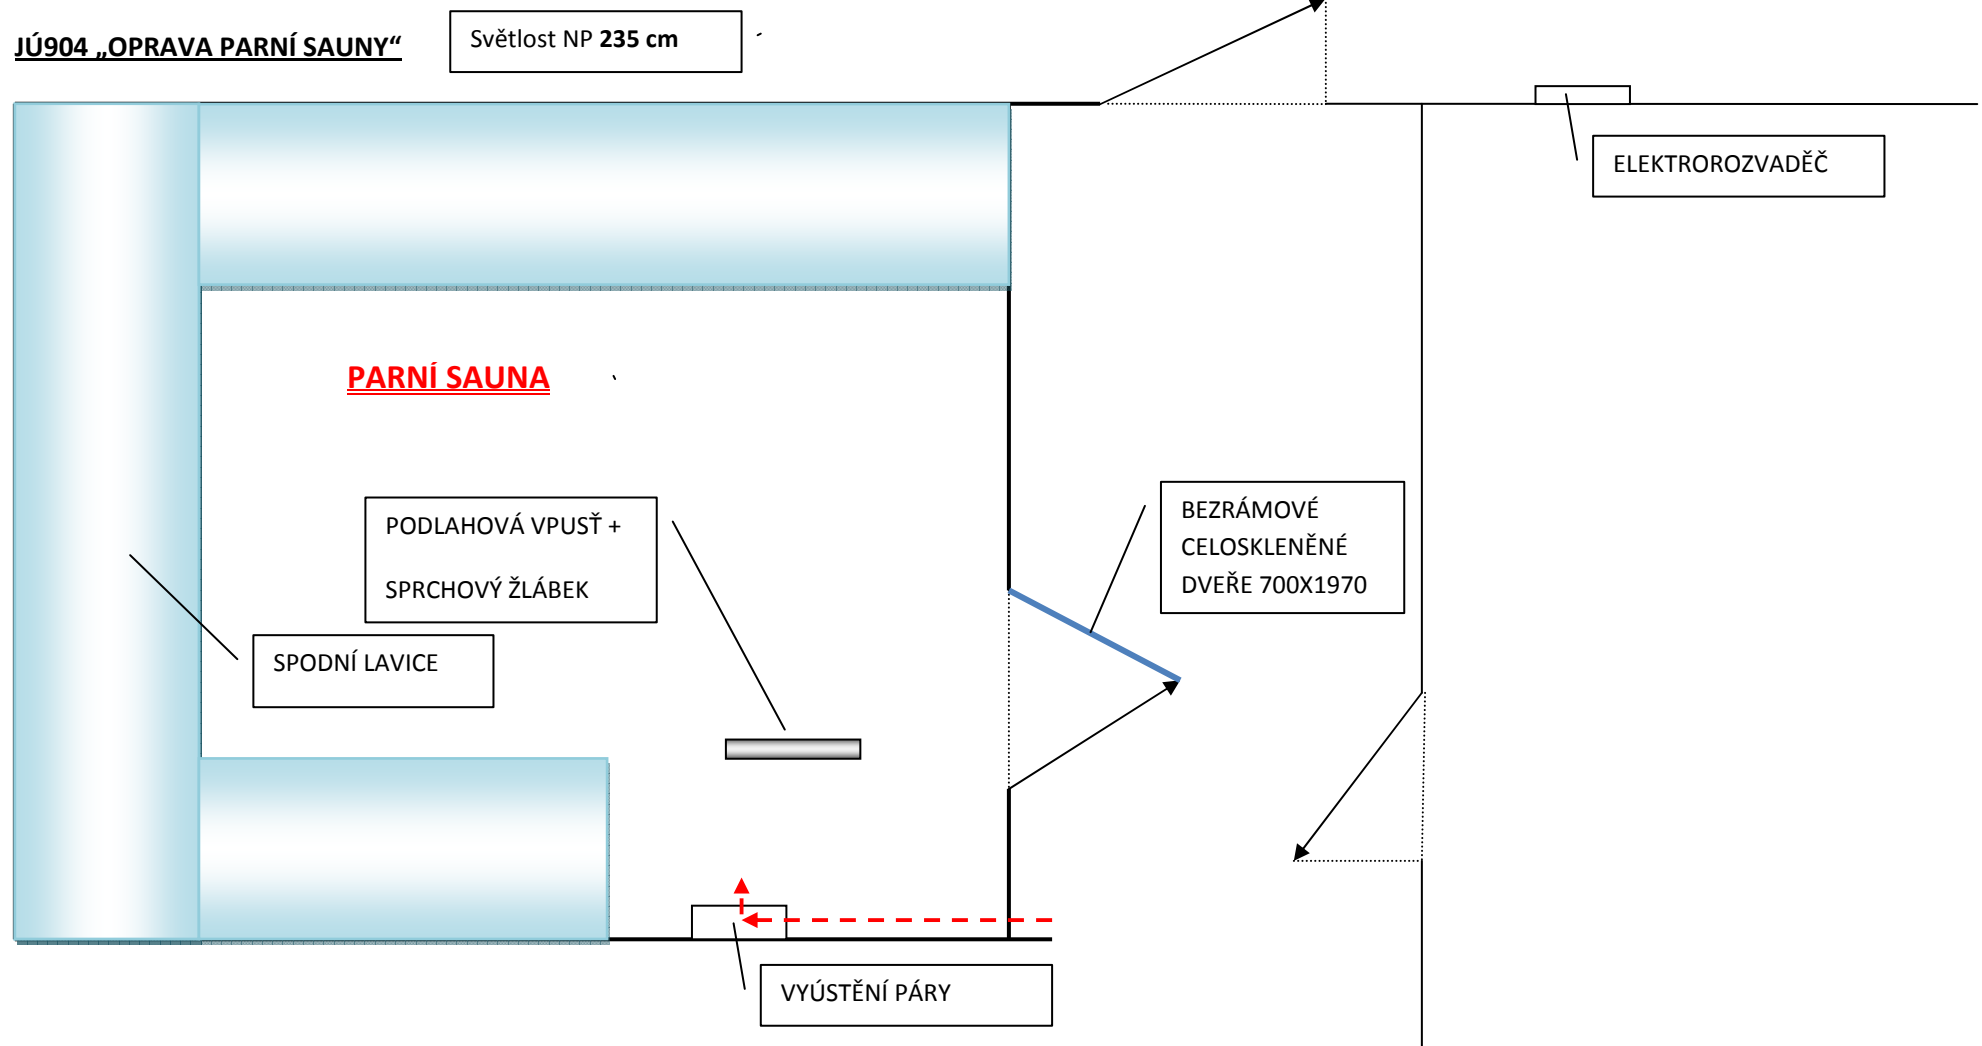 JÚ904 „OPRAVA PARNÍ SAUNY“
Světlost NP 235 cm
ELEKTROROZVADĚČ
PARNÍ SAUNA
PODLAHOVÁ VPUSŤ +
SPRCHOVÝ ŽLÁBEK
BEZRÁMOVÉ
CELOSKLENĚNÉ
DVEŘE 700X1970
SPODNÍ LAVICE
VYÚSTĚNÍ PÁRY